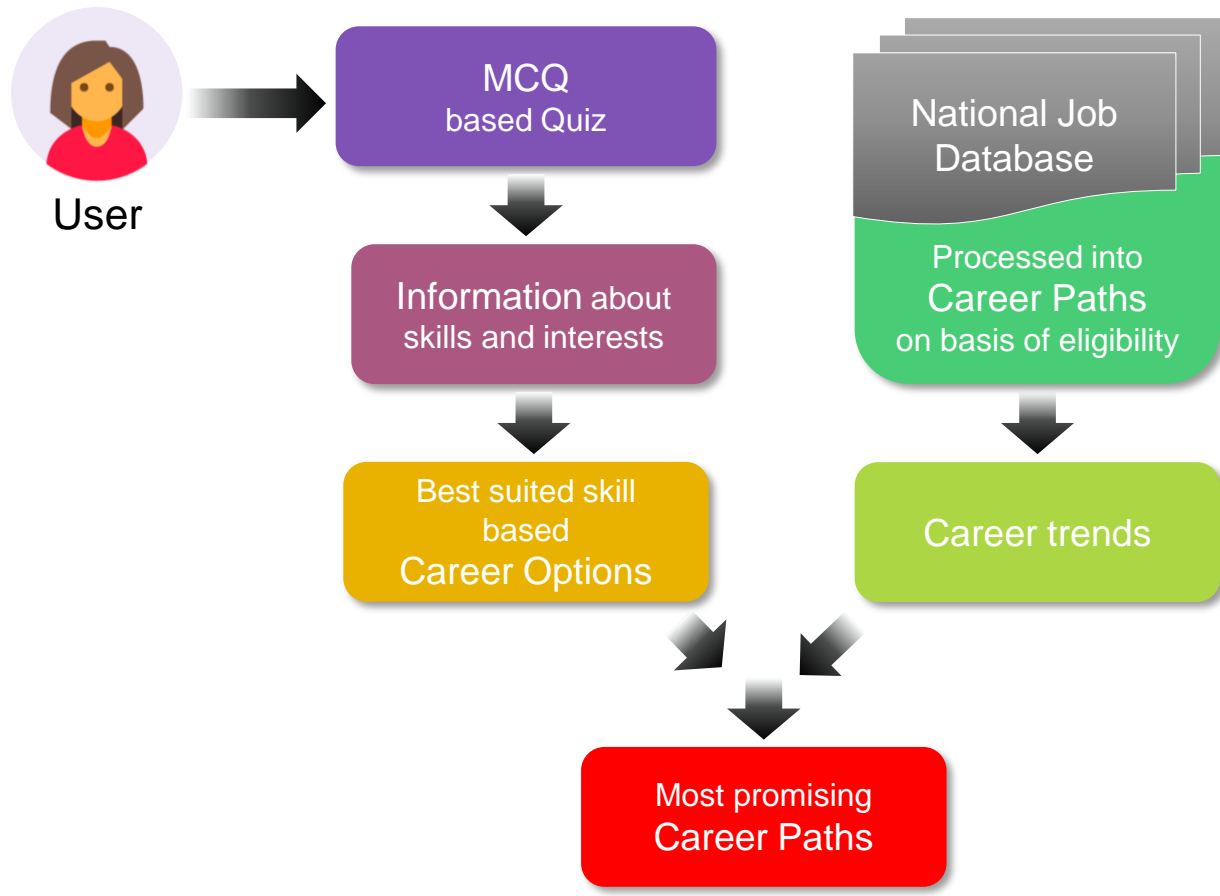 User
MCQ
based Quiz
Information about
skills and interests
Best suited skill
based
Career Options
National Job
Database
Processed into
Career Paths
on basis of eligibility
Career trends
Most promising
Career Paths